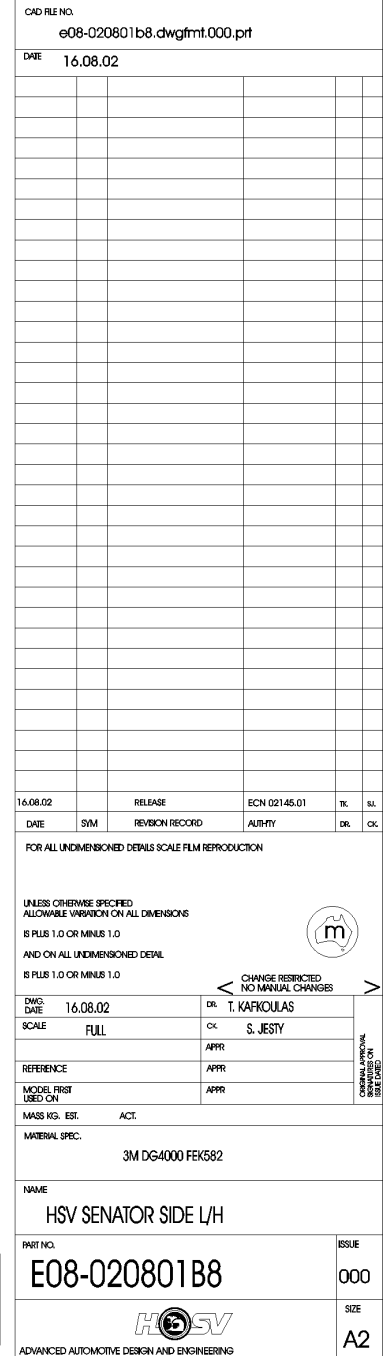 CAD FILE NO.
e08-020801b8.dwgfmt.000.prt
DATE 16.08.02
16.08.02 RELEASE ECN 02145.01 TK. SJ.
DATE SYM REVISION RECORD AUTH'TY DR. CK.
FOR ALL UNDIMENSIONED DETAILS SCALE FILM REPRODUCTION
UNLESS OTHERWISE SPECIFIED
ALLOWABLE VARIATION ON ALL DIMENSIONS
IS PLUS 1.0 OR MINUS 1.0
AND ON ALL UNDIMENSIONED DETAIL
IS PLUS 1.0 OR MINUS 1.0
m
< CHANGE RESTRICTED >
NO MANUAL CHANGES
DWG. DATE 16.08.02 DR. T. KAFKOULAS
SCALE FULL CK. S. JESTY
APPR
REFERENCE APPR
MODEL FIRST USED ON APPR
ORIGINAL APPROVAL
SIGNATURES ON
ISSUE DATED
MASS KG. EST. ACT.
MATERIAL SPEC.
3M DG4000 FEK582
NAME
HSV SENATOR SIDE L/H
PART NO. ISSUE
E08-020801B8 000
HSV SIZE
ADVANCED AUTOMOTIVE DESIGN AND ENGINEERING A2